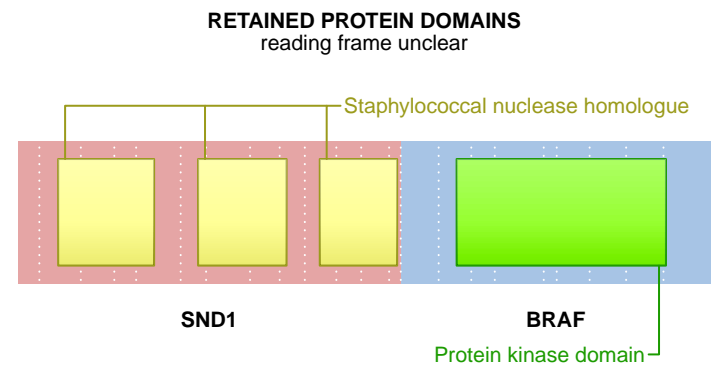 RETAINED PROTEIN DOMAINS
reading frame unclear
Staphylococcal nuclease homologue
SND1
BRAF
Protein kinase domain